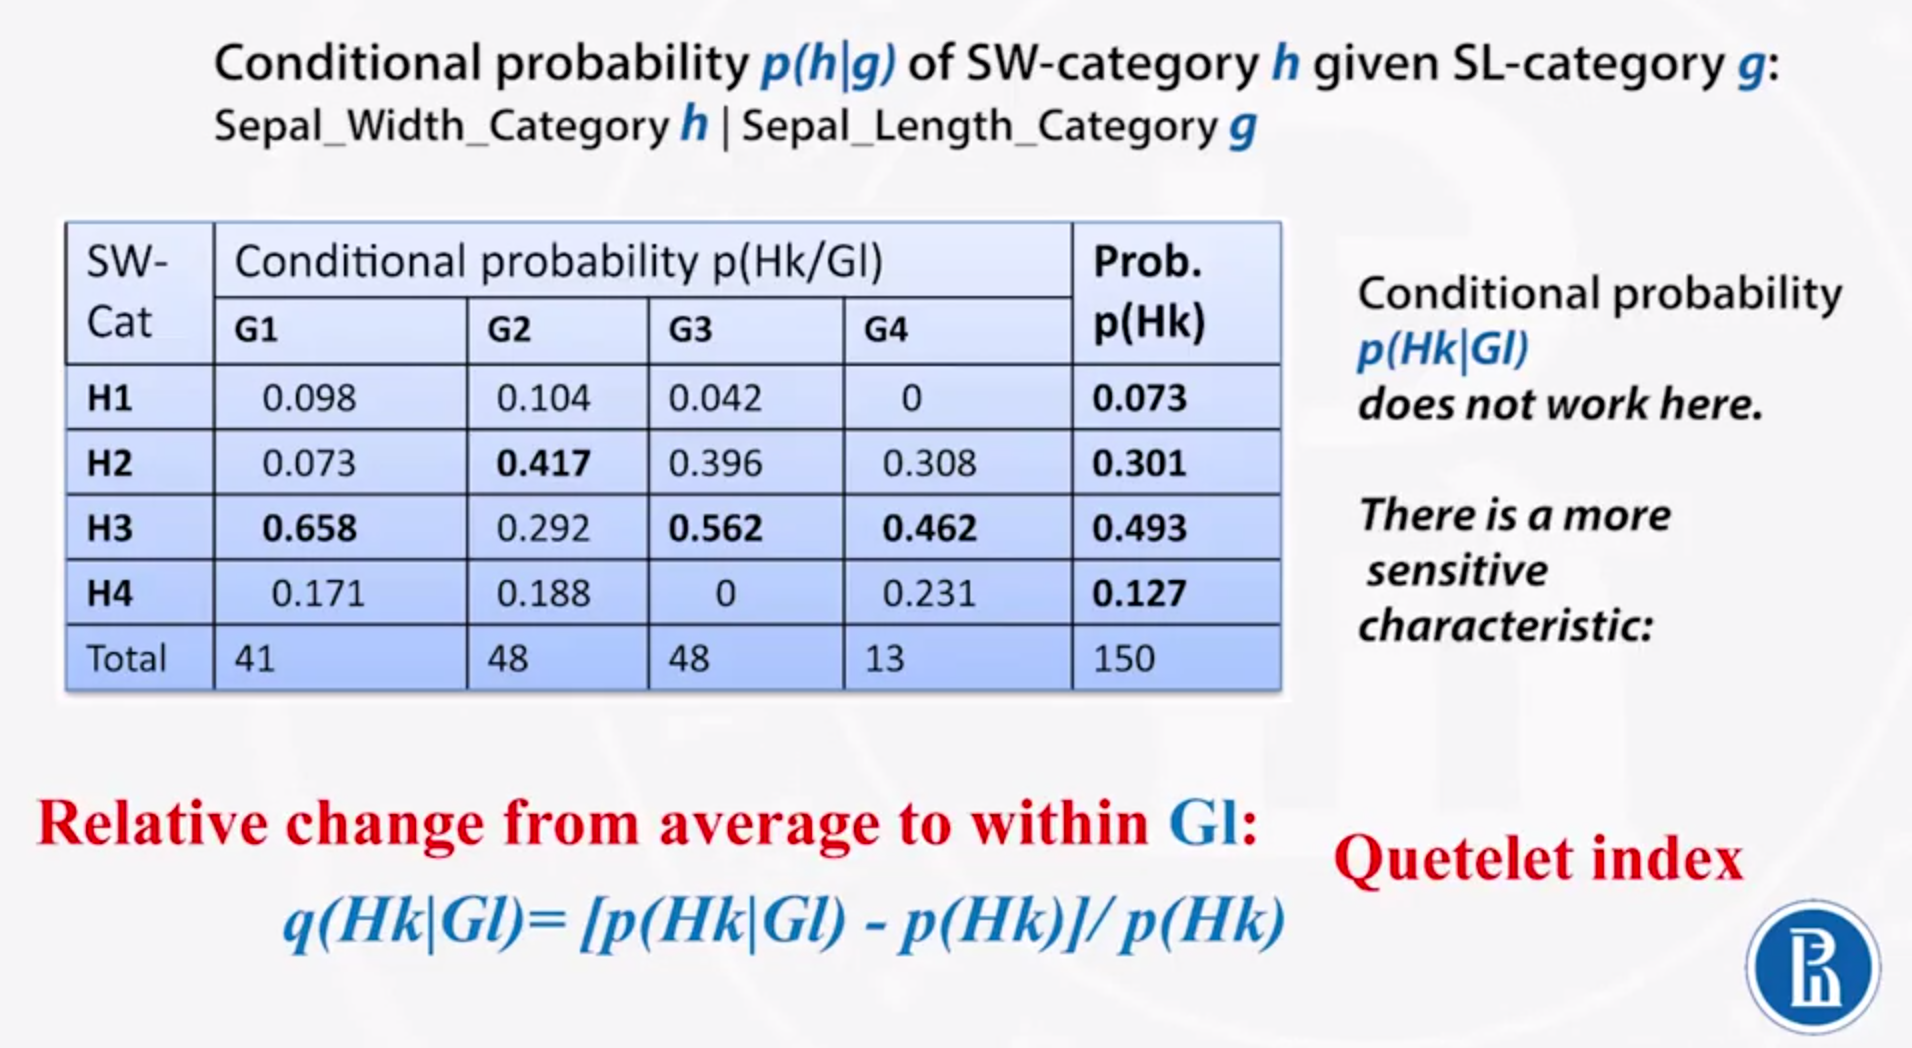 Conditional probability p(h|g) of SW-category h given SL-category g:
Sepal_Width_Category h | Sepal_Length_Category g
SW-Cat Conditional probability p(Hk/Gl) Prob. p(Hk)
G1 G2 G3 G4
H1 0.098 0.104 0.042 0 0.073
H2 0.073 0.417 0.396 0.308 0.301
H3 0.658 0.292 0.562 0.462 0.493
H4 0.171 0.188 0 0.231 0.127
Total 41 48 48 13 150
Conditional probability
p(Hk|Gl)
does not work here.
There is a more
sensitive
characteristic:
Relative change from average to within Gl:
q(Hk|Gl)= [p(Hk|Gl) - p(Hk)]/ p(Hk)
Quetelet index